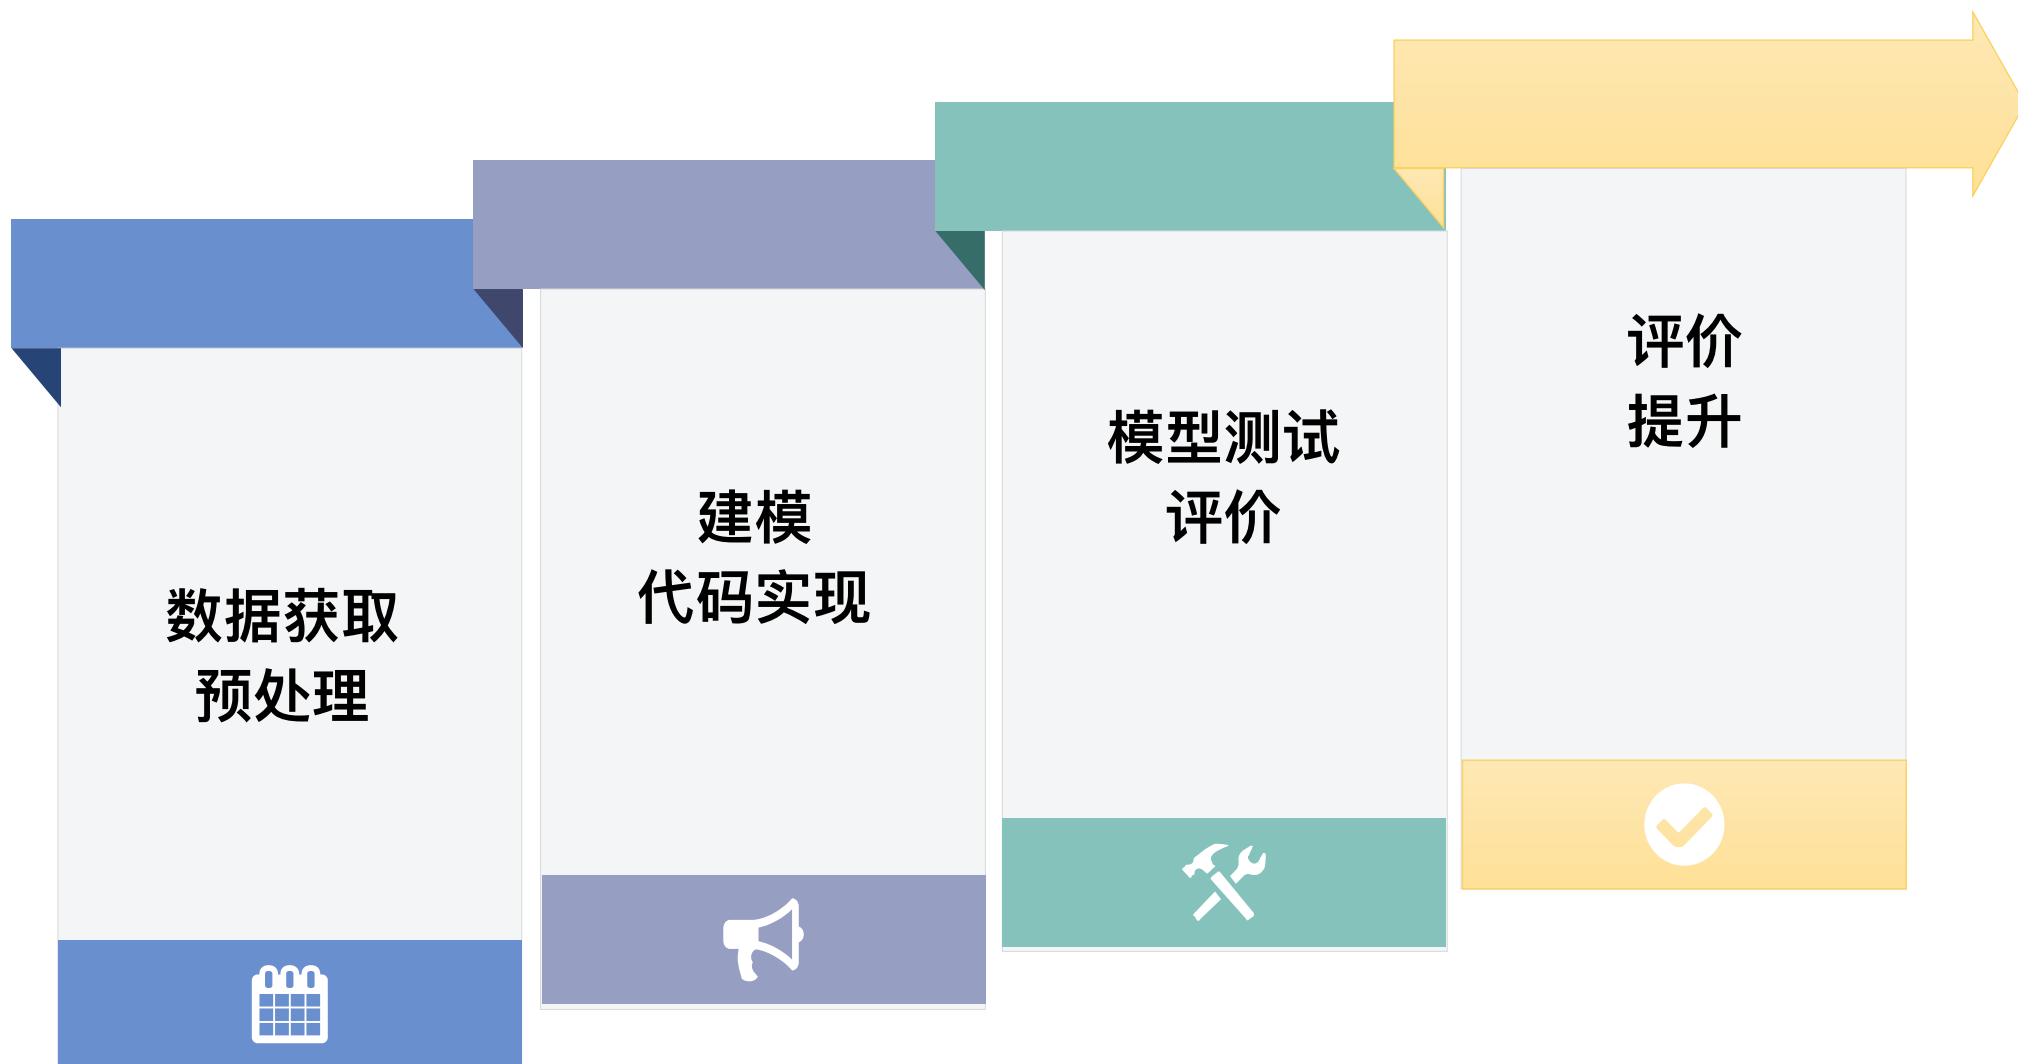 数据获取
预处理
建模
代码实现
模型测试
评价
评价
提升